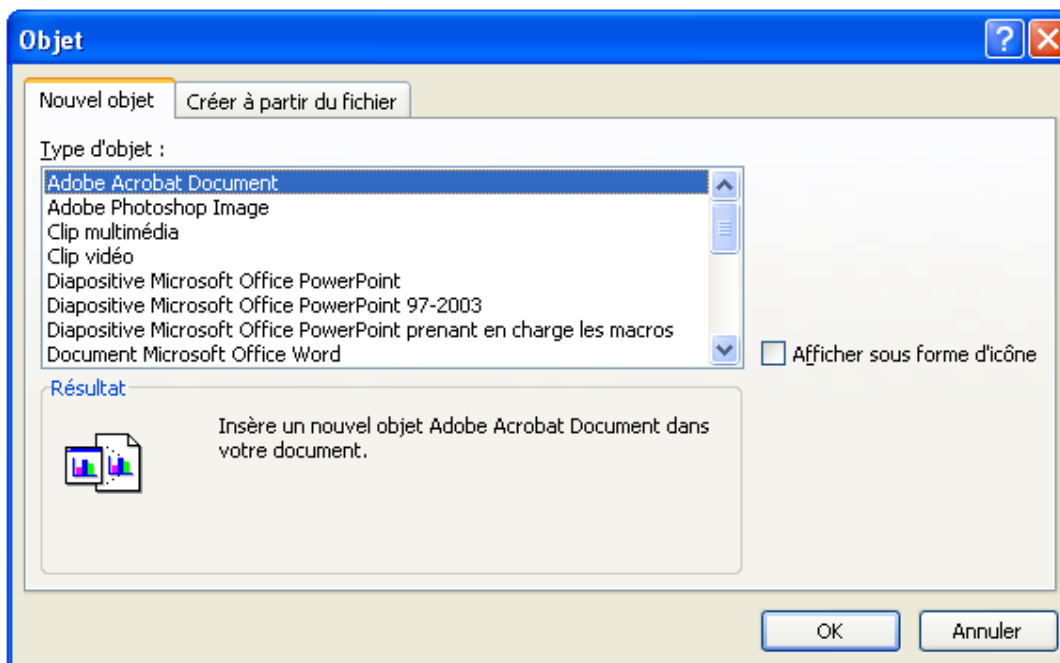 Objet
Nouvel objet
Créer à partir du fichier
Type d'objet :
Adobe Acrobat Document
Adobe Photoshop Image
Clip multimédia
Clip vidéo
Diapositive Microsoft Office PowerPoint
Diapositive Microsoft Office PowerPoint 97-2003
Diapositive Microsoft Office PowerPoint prenant en charge les macros
Document Microsoft Office Word
Afficher sous forme d'icône
Résultat
Insère un nouvel objet Adobe Acrobat Document dans
votre document.
OK
Annuler